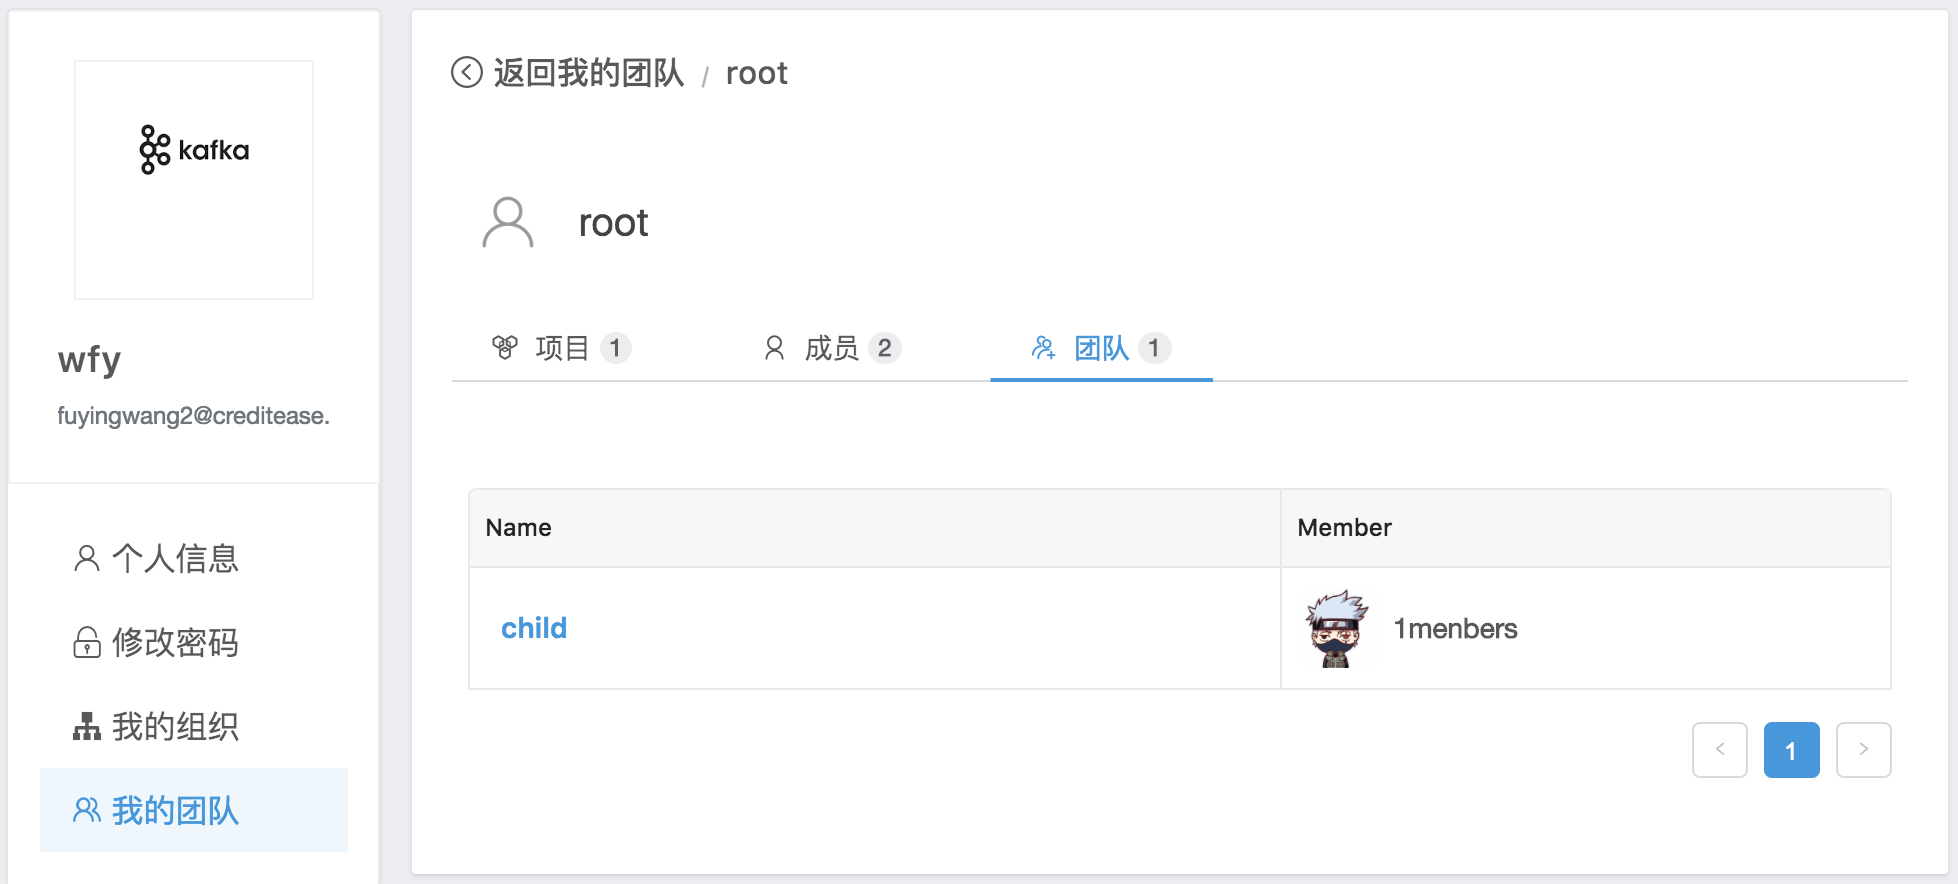 kafka
wfy
fuyingwang2@creditease.
个人信息
修改密码
我的组织
我的团队
返回我的团队 / root
root
项目 1
成员 2
团队 1
Name Member
child 1menbers
< 1 >